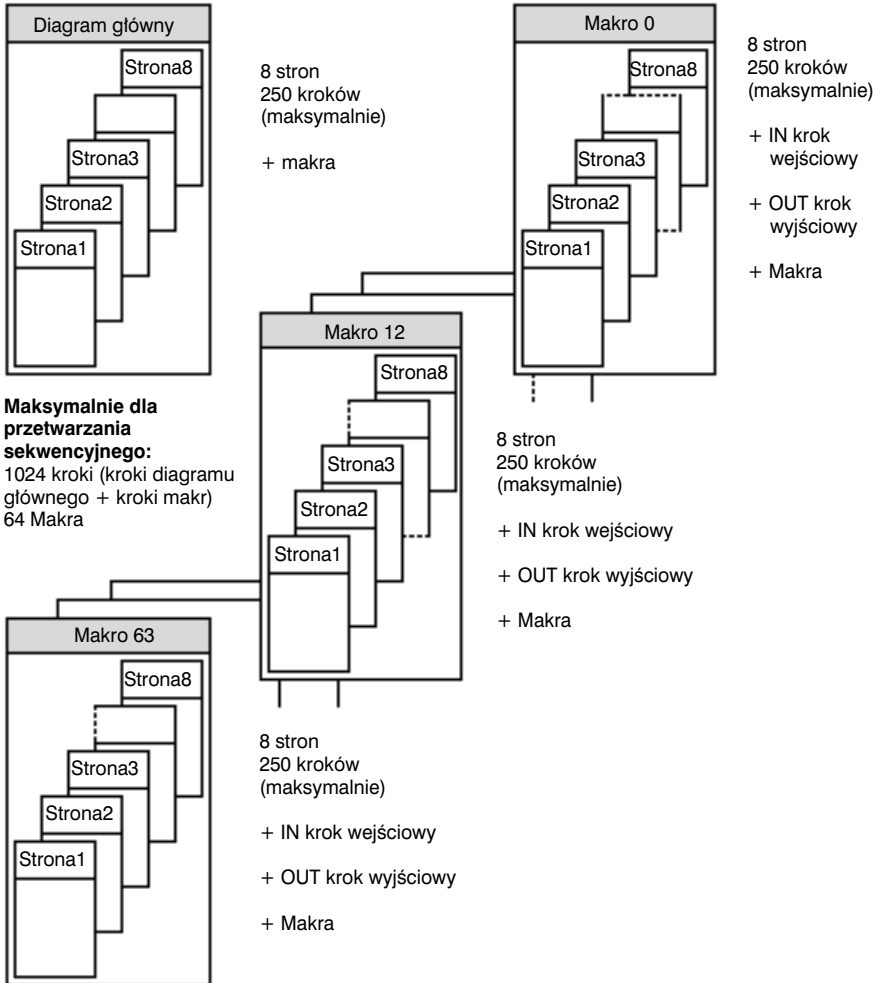 Diagram główny
Strona8
Strona3
Strona2
Strona1
8 stron
250 kroków
(maksymalnie)
+ makra
Makro 0
Strona8
Strona3
Strona2
Strona1
8 stron
250 kroków
(maksymalnie)
+ IN krok
wejściowy
+ OUT krok
wyjściowy
+ Makra
Maksymalnie dla
przetwarzania
sekwencyjnego:
1024 kroki (kroki diagramu
głównego + kroki makr)
64 Makra
Makro 12
Strona8
Strona3
Strona2
Strona1
8 stron
250 kroków
(maksymalnie)
+ IN krok wejściowy
+ OUT krok wyjściowy
+ Makra
Makro 63
Strona8
Strona3
Strona2
Strona1
8 stron
250 kroków
(maksymalnie)
+ IN krok wejściowy
+ OUT krok wyjściowy
+ Makra